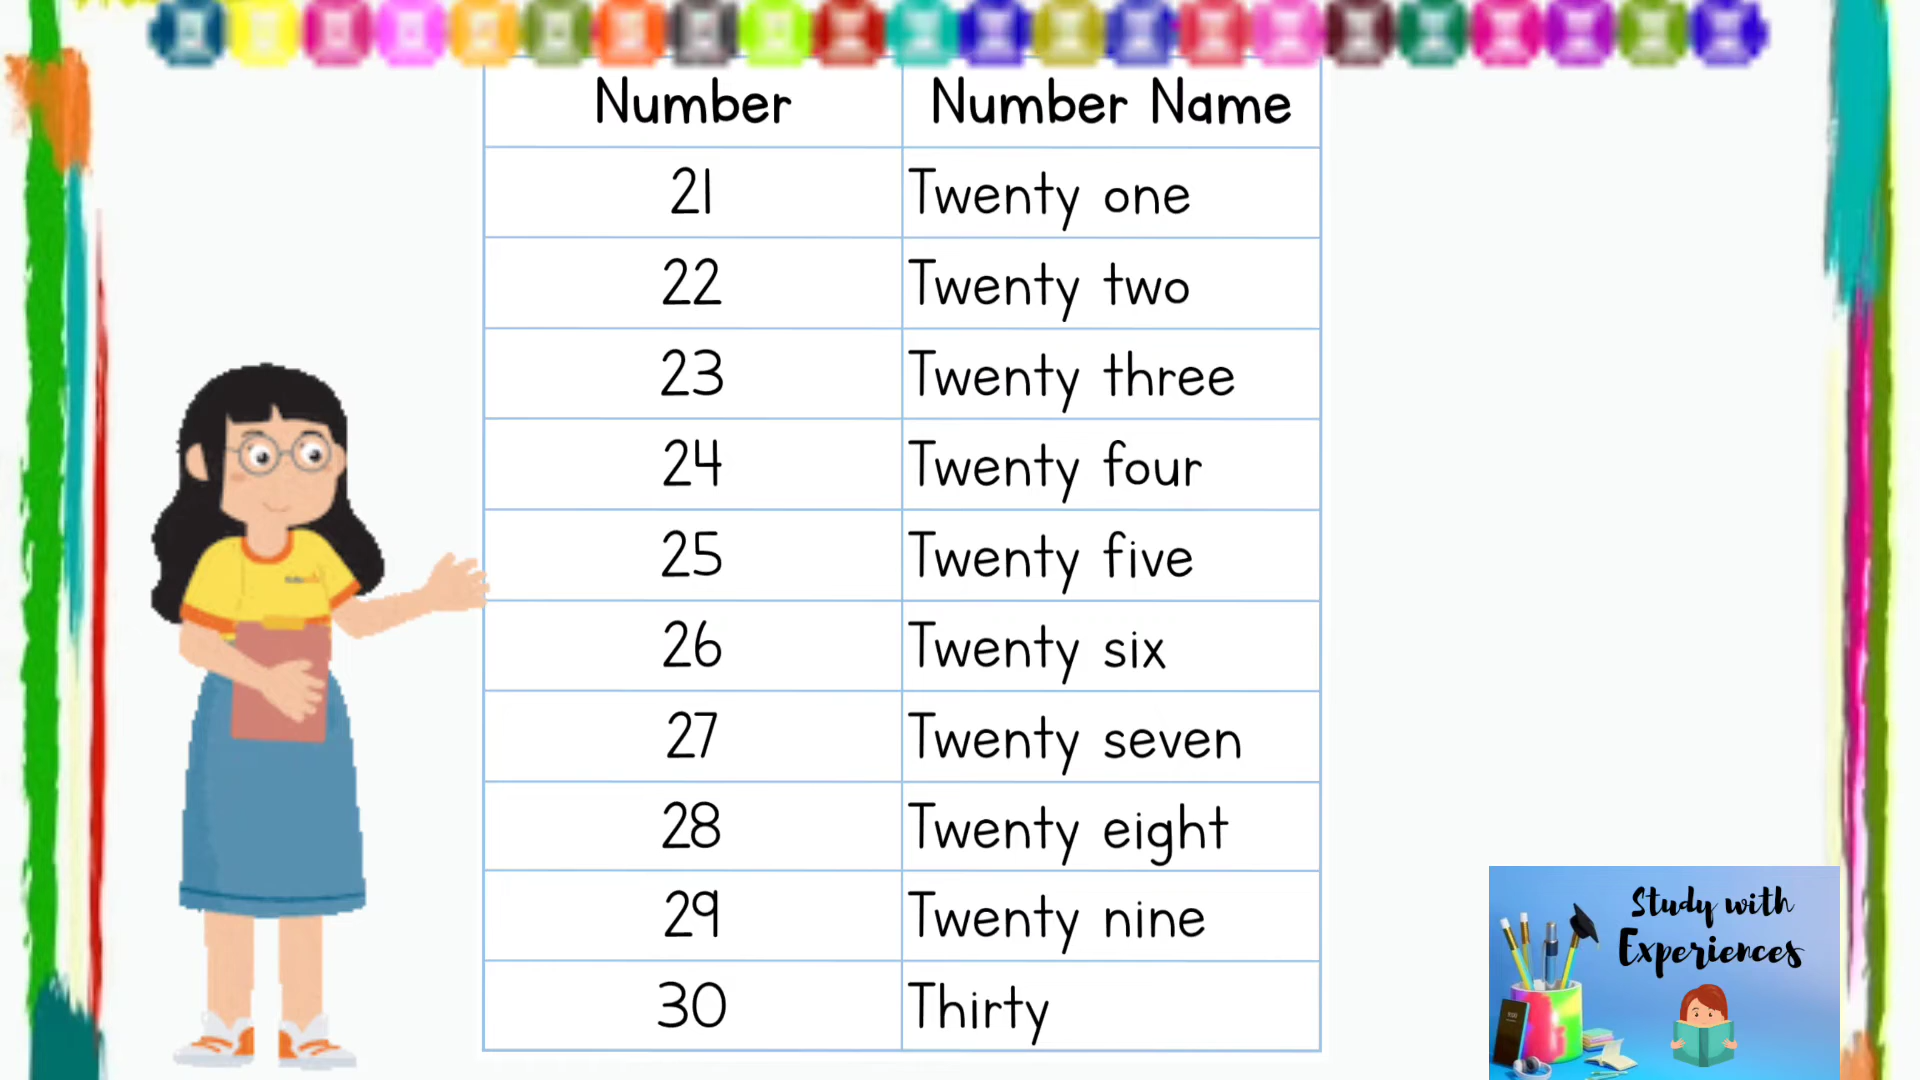 Number Number Name
21 Twenty one
22 Twenty two
23 Twenty three
24 Twenty four
25 Twenty five
26 Twenty six
27 Twenty seven
28 Twenty eight
29 Twenty nine
30 Thirty
Study with
Experiences